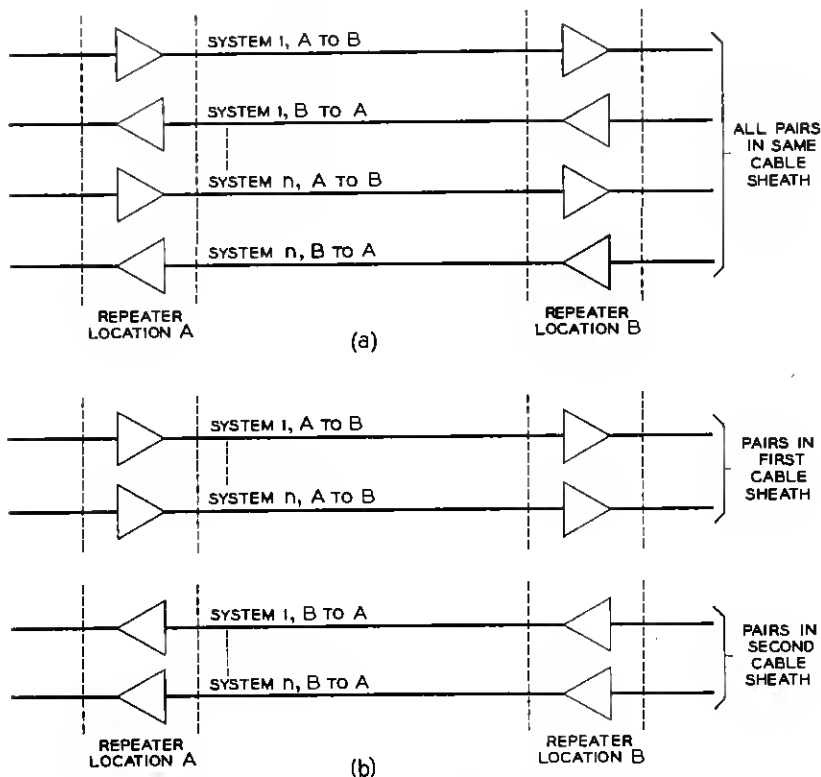 SYSTEM 1, A TO B
SYSTEM 1, B TO A
SYSTEM n, A TO B
SYSTEM n, B TO A
ALL PAIRS
IN SAME
CABLE
SHEATH
REPEATER
LOCATION A
REPEATER
LOCATION B
(a)
SYSTEM 1, A TO B
SYSTEM n, A TO B
PAIRS IN
FIRST
CABLE
SHEATH
SYSTEM 1, B TO A
SYSTEM n, B TO A
PAIRS IN
SECOND
CABLE
SHEATH
REPEATER
LOCATION A
REPEATER
LOCATION B
(b)